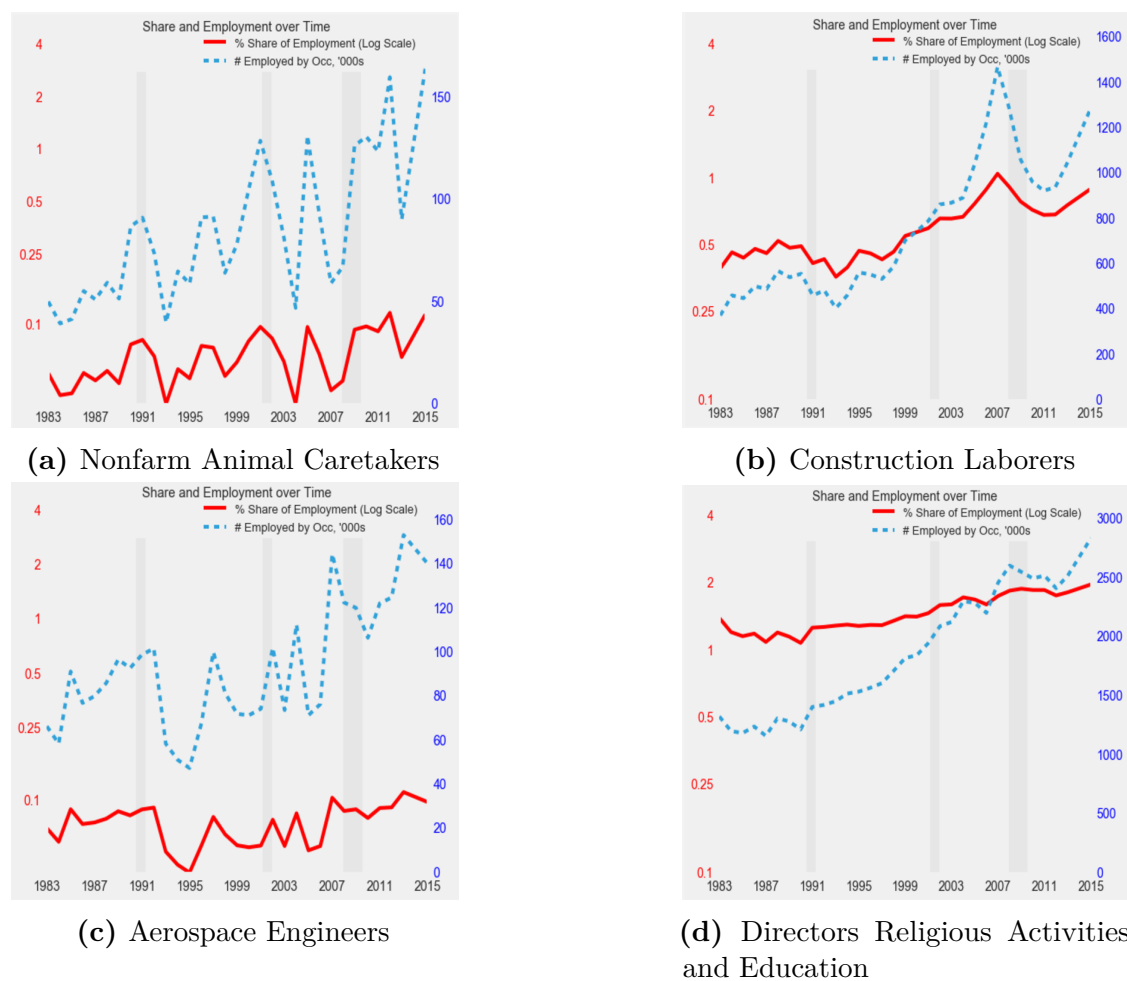 Share and Employment over Time
% Share of Employment (Log Scale)
# Employed by Occ, '000s
4
2
1
0.5
0.25
0.1
150
100
50
0
1983 1987 1991 1995 1999 2003 2007 2011 2015
(a) Nonfarm Animal Caretakers
Share and Employment over Time
% Share of Employment (Log Scale)
# Employed by Occ, '000s
4
2
1
0.5
0.25
0.1
1600
1400
1200
1000
800
600
400
200
0
1983 1987 1991 1995 1999 2003 2007 2011 2015
(b) Construction Laborers
Share and Employment over Time
% Share of Employment (Log Scale)
# Employed by Occ, '000s
4
2
1
0.5
0.25
0.1
160
140
120
100
80
60
40
20
0
1983 1987 1991 1995 1999 2003 2007 2011 2015
(c) Aerospace Engineers
Share and Employment over Time
% Share of Employment (Log Scale)
# Employed by Occ, '000s
4
2
1
0.5
0.25
0.1
3000
2500
2000
1500
1000
500
0
1983 1987 1991 1995 1999 2003 2007 2011 2015
(d) Directors Religious Activities
and Education